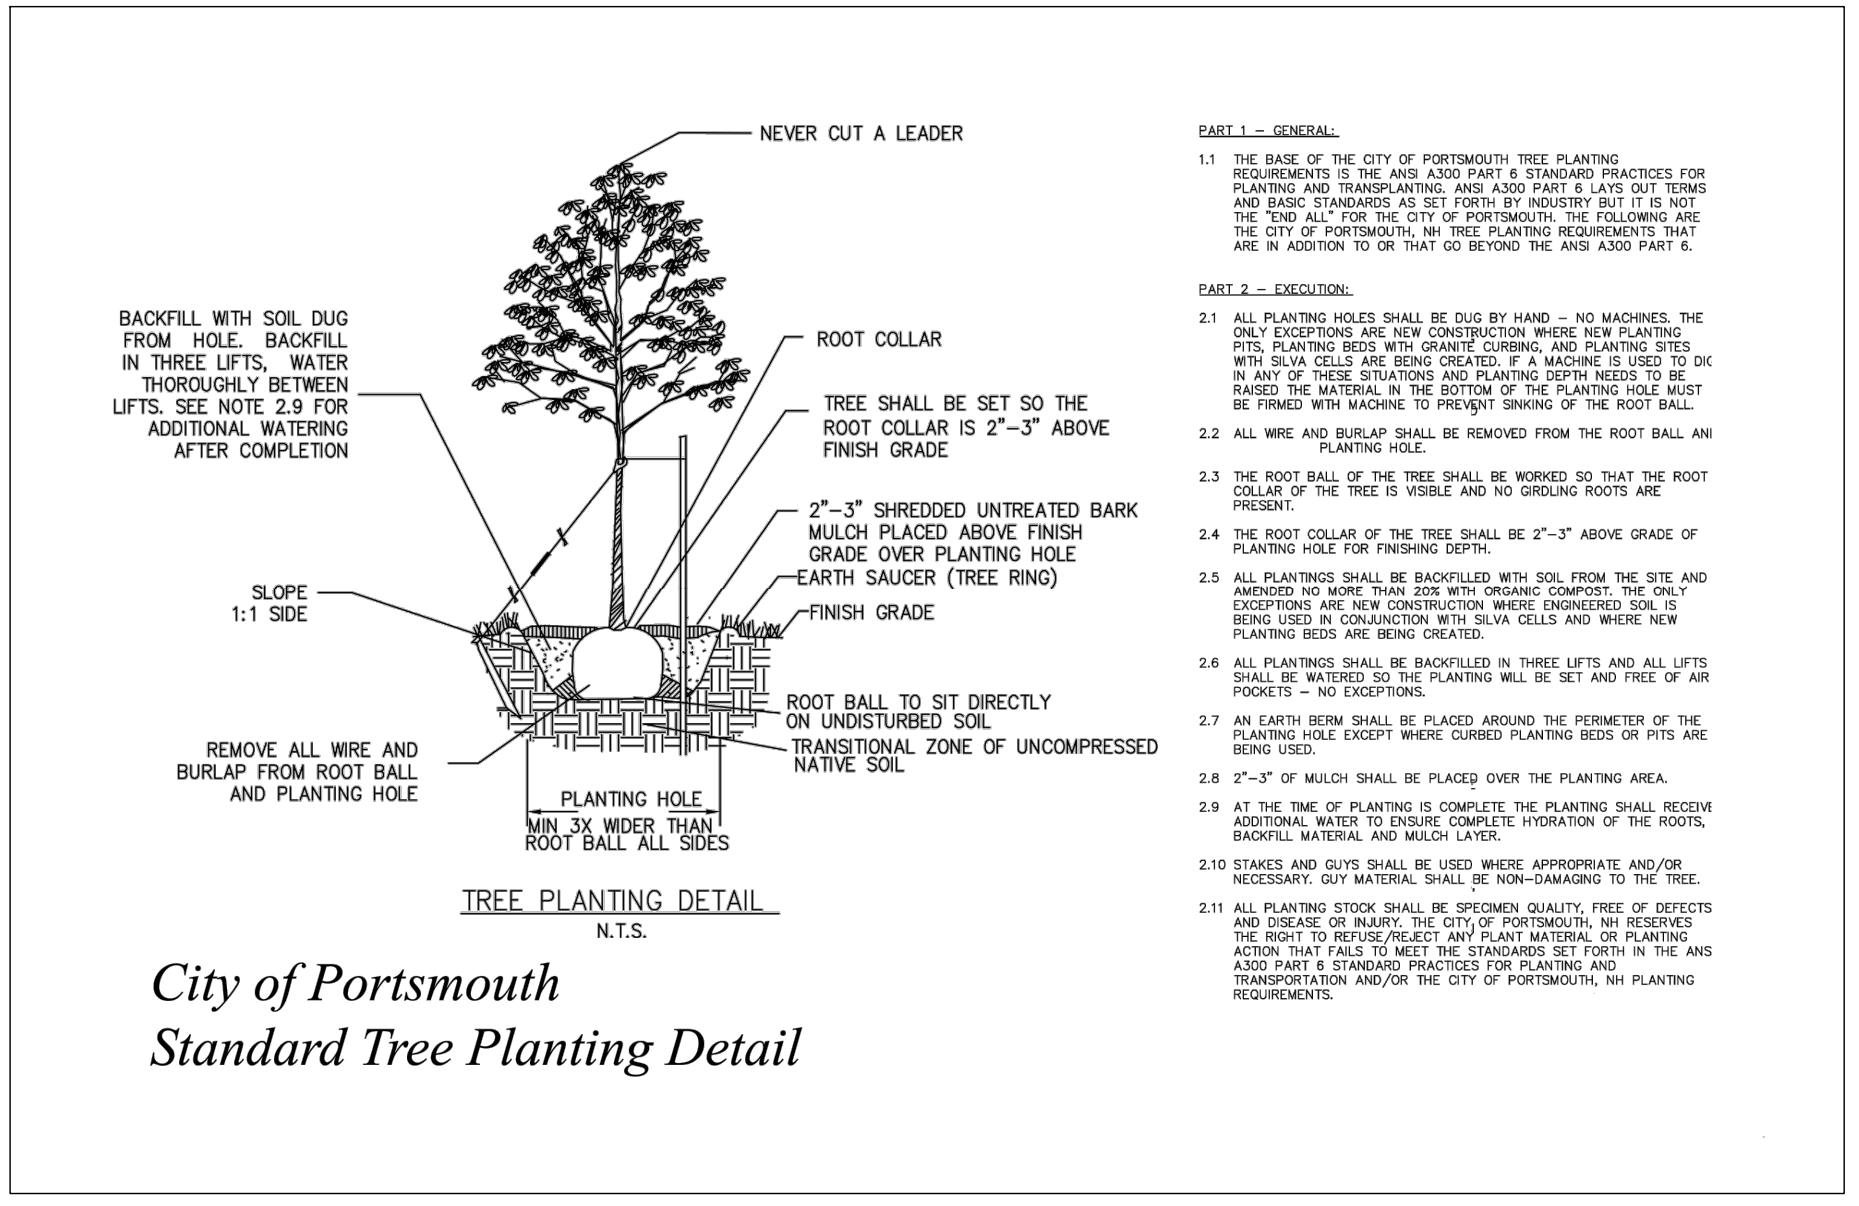 NEVER CUT A LEADER
BACKFILL WITH SOIL DUG
FROM HOLE. BACKFILL
IN THREE LIFTS, WATER
THOROUGHLY BETWEEN
LIFTS. SEE NOTE 2.9 FOR
ADDITIONAL WATERING
AFTER COMPLETION
ROOT COLLAR
TREE SHALL BE SET SO THE
ROOT COLLAR IS 2”–3” ABOVE
FINISH GRADE
2”–3” SHREDDED UNTREATED BARK
MULCH PLACED ABOVE FINISH
GRADE OVER PLANTING HOLE
EARTH SAUCER (TREE RING)
FINISH GRADE
SLOPE
1:1 SIDE
ROOT BALL TO SIT DIRECTLY
ON UNDISTURBED SOIL
TRANSITIONAL ZONE OF UNCOMPRESSED
NATIVE SOIL
REMOVE ALL WIRE AND
BURLAP FROM ROOT BALL
AND PLANTING HOLE
PLANTING HOLE
MIN 3X WIDER THAN
ROOT BALL ALL SIDES
TREE PLANTING DETAIL
N.T.S.
City of Portsmouth
Standard Tree Planting Detail
PART 1 – GENERAL:
1.1 THE BASE OF THE CITY OF PORTSMOUTH TREE PLANTING
REQUIREMENTS IS THE ANSI A300 PART 6 STANDARD PRACTICES FOR
PLANTING AND TRANSPLANTING. ANSI A300 PART 6 LAYS OUT TERMS
AND BASIC STANDARDS AS SET FORTH BY INDUSTRY BUT IT IS NOT
THE "END ALL" FOR THE CITY OF PORTSMOUTH. THE FOLLOWING ARE
THE CITY OF PORTSMOUTH, NH TREE PLANTING REQUIREMENTS THAT
ARE IN ADDITION TO OR THAT GO BEYOND THE ANSI A300 PART 6.
PART 2 – EXECUTION:
2.1 ALL PLANTING HOLES SHALL BE DUG BY HAND – NO MACHINES. THE
ONLY EXCEPTIONS ARE NEW CONSTRUCTION WHERE NEW PLANTING
PITS, PLANTING BEDS WITH GRANITE CURBING, AND PLANTING SITES
WITH SILVA CELLS ARE BEING CREATED. IF A MACHINE IS USED TO
IN ANY OF THESE SITUATIONS AND PLANTING DEPTH NEEDS TO BE
RAISED THE MATERIAL IN THE BOTTOM OF THE PLANTING HOLE MUST
BE FIRMED WITH MACHINE TO PREVENT SINKING OF THE ROOT BALL.
2.2 ALL WIRE AND BURLAP SHALL BE REMOVED FROM THE ROOT BALL
PLANTING HOLE.
2.3 THE ROOT BALL OF THE TREE SHALL BE WORKED SO THAT THE ROOT
COLLAR OF THE TREE IS VISIBLE AND NO GIRDLING ROOTS ARE
PRESENT.
2.4 THE ROOT COLLAR OF THE TREE SHALL BE 2”–3” ABOVE GRADE OF
PLANTING HOLE FOR FINISHING DEPTH.
2.5 ALL PLANTINGS SHALL BE BACKFILLED WITH SOIL FROM THE SITE AND
AMENDED NO MORE THAN 20% WITH ORGANIC COMPOST. THE ONLY
EXCEPTIONS ARE NEW CONSTRUCTION WHERE ENGINEERED SOIL IS
BEING USED IN CONJUNCTION WITH SILVA CELLS AND WHERE NEW
PLANTING BEDS ARE BEING CREATED.
2.6 ALL PLANTINGS SHALL BE BACKFILLED IN THREE LIFTS AND ALL LIFTS
SHALL BE WATERED SO THE PLANTING WILL BE SET AND FREE OF AIR
POCKETS – NO EXCEPTIONS.
2.7 AN EARTH BERM SHALL BE PLACED AROUND THE PERIMETER OF THE
PLANTING HOLE EXCEPT WHERE CURBED PLANTING BEDS OR PITS ARE
BEING USED.
2.8 2”–3” OF MULCH SHALL BE PLACED OVER THE PLANTING AREA.
2.9 AT THE TIME OF PLANTING IS COMPLETE THE PLANTING SHALL RECEIVE
ADDITIONAL WATER TO ENSURE COMPLETE HYDRATION OF THE ROOTS,
BACKFILL MATERIAL AND MULCH LAYER.
2.10 STAKES AND GUYS SHALL BE USED WHERE APPROPRIATE AND/OR
NECESSARY. GUY MATERIAL SHALL BE NON–DAMAGING TO THE TREE.
2.11 ALL PLANTING STOCK SHALL BE SPECIMEN QUALITY, FREE OF DEFECTS
AND DISEASE OR INJURY. THE CITY OF PORTSMOUTH, NH RESERVES
THE RIGHT TO REFUSE/REJECT ANY PLANT MATERIAL OR PLANTING
ACTION THAT FAILS TO MEET THE STANDARDS SET FORTH IN THE ANS
A300 PART 6 STANDARD PRACTICES FOR PLANTING AND
TRANSPORTATION AND/OR THE CITY OF PORTSMOUTH, NH PLANTING
REQUIREMENTS.